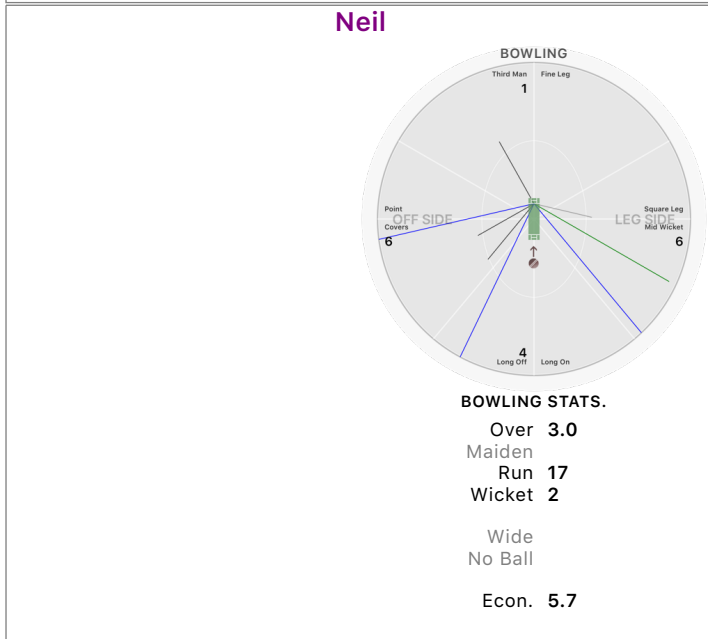 Neil
BOWLING
Third Man Fine Leg
1
Point Square Leg
OFF SIDE LEG SIDE
Covers Mid Wicket
6 6
4
Long Off Long On
BOWLING STATS.
Over 3.0
Maiden
Run 17
Wicket 2
Wide
No Ball
Econ. 5.7